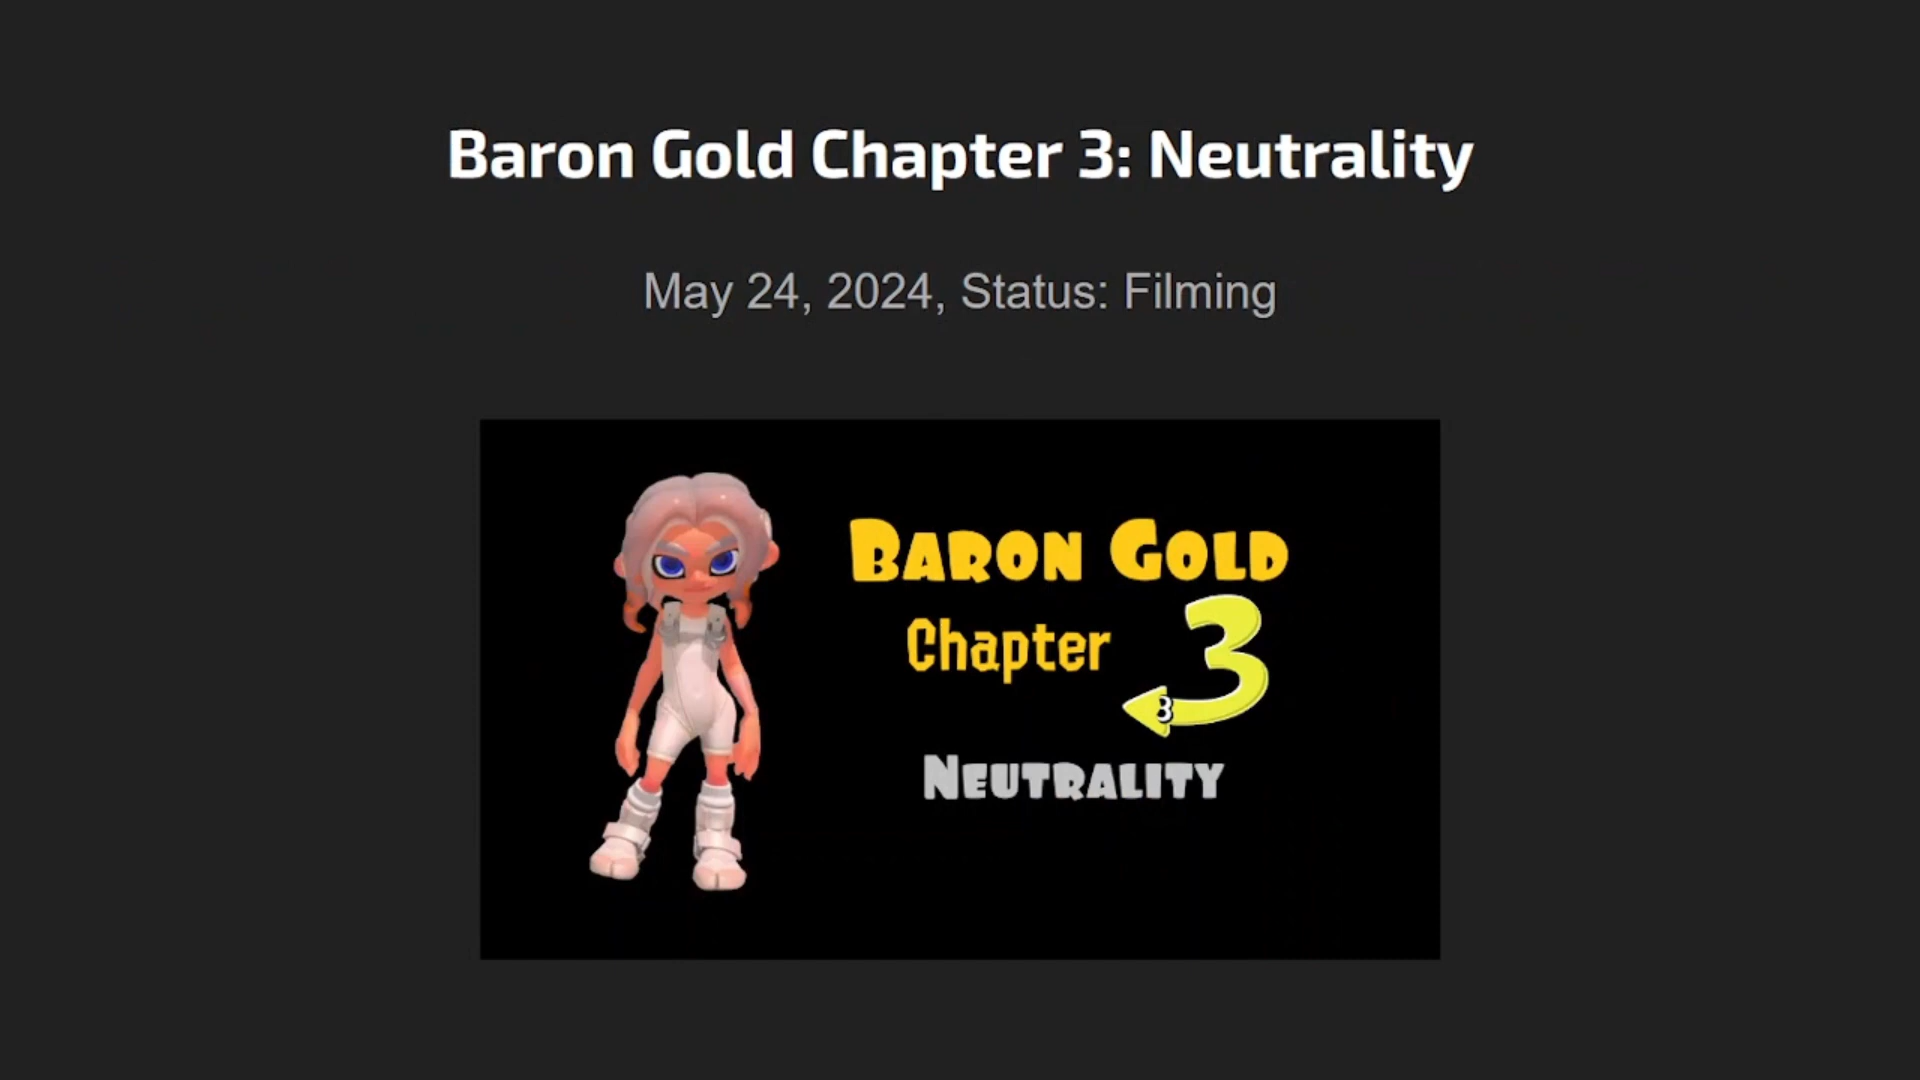 Baron Gold Chapter 3: Neutrality
May 24, 2024, Status: Filming
BARON GOLD
Chapter 3
NEUTRALITY